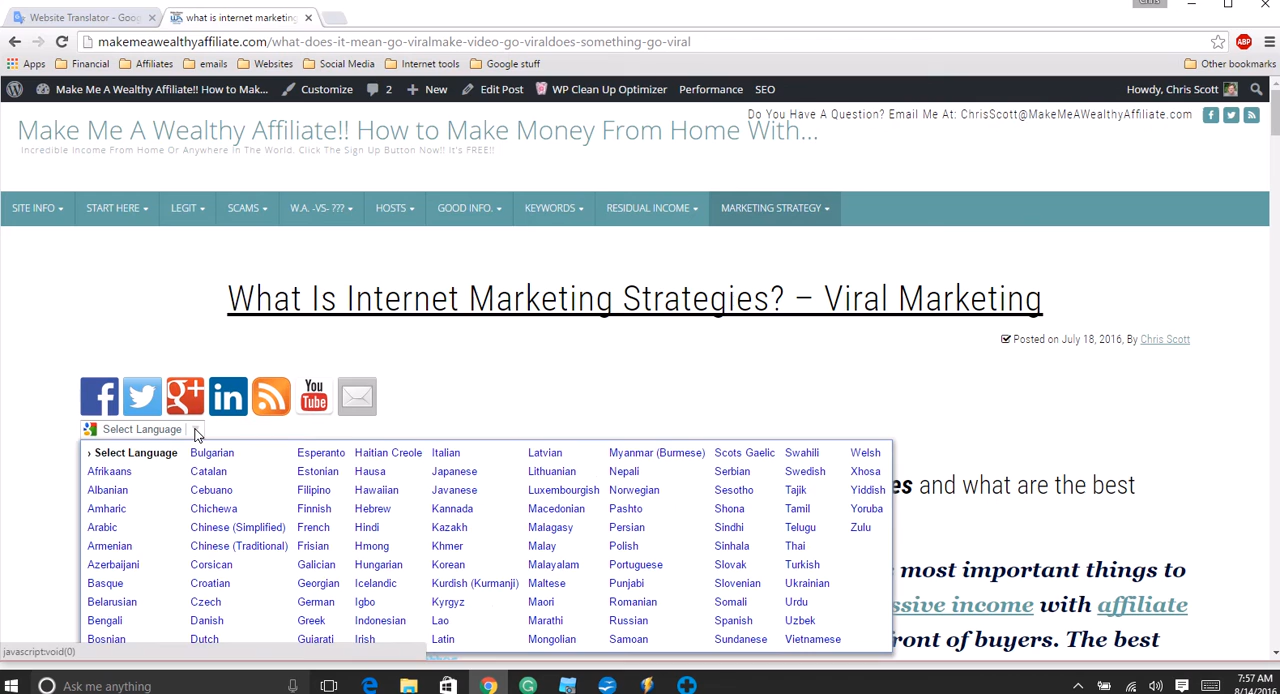 Chris
Website Translator - Goog
what is internet marketing
makemeawealthyaffiliate.com/what-does-it-mean-go-viralmake-video-go-viraldoes-something-go-viral
ABP
Apps Financial Affiliates emails Websites Social Media Internet tools Google stuff Other bookmarks
Make Me A Wealthy Affiliate!! How to Mak... Customize 2 New Edit Post WP Clean Up Optimizer Performance SEO Howdy, Chris Scott
Do You Have A Question? Email Me At: ChrisScott@MakeMeAWealthyAffiliate.com
Make Me A Wealthy Affiliate!! How to Make Money From Home With...
Incredible Income From Home Or Anywhere In The World. Click The Sign Up Button Now!! It's FREE!!
SITE INFO START HERE LEGIT SCAMS W.A. -VS- ??? HOSTS GOOD INFO. KEYWORDS RESIDUAL INCOME MARKETING STRATEGY
What Is Internet Marketing Strategies? – Viral Marketing
Posted on July 18, 2016, By Chris Scott
f g+ in You Tube
Select Language
› Select Language Bulgarian Esperanto Haitian Creole Italian Latvian Myanmar (Burmese) Scots Gaelic Swahili Welsh
Afrikaans Catalan Estonian Hausa Japanese Lithuanian Nepali Serbian Swedish Xhosa
Albanian Cebuano Filipino Hawaiian Javanese Luxembourgish Norwegian Sesotho Tajik Yiddish
es and what are the best
Amharic Chichewa Finnish Hebrew Kannada Macedonian Pashto Shona Tamil Yoruba
Arabic Chinese (Simplified) French Hindi Kazakh Malagasy Persian Sindhi Telugu Zulu
Armenian Chinese (Traditional) Frisian Hmong Khmer Malay Polish Sinhala Thai
Azerbaijani Corsican Galician Hungarian Korean Malayalam Portuguese Slovak Turkish
most important things to
Basque Croatian Georgian Icelandic Kurdish (Kurmanji) Maltese Punjabi Slovenian Ukrainian
Belarusian Czech German Igbo Kyrgyz Maori Romanian Somali Urdu
ssive income with affiliate
Bengali Danish Greek Indonesian Lao Marathi Russian Spanish Uzbek
Bosnian Dutch Gujarati Irish Latin Mongolian Samoan Sundanese Vietnamese
ront of buyers. The best
javascript:void(0)
Ask me anything
7:57 AM
8/14/2016